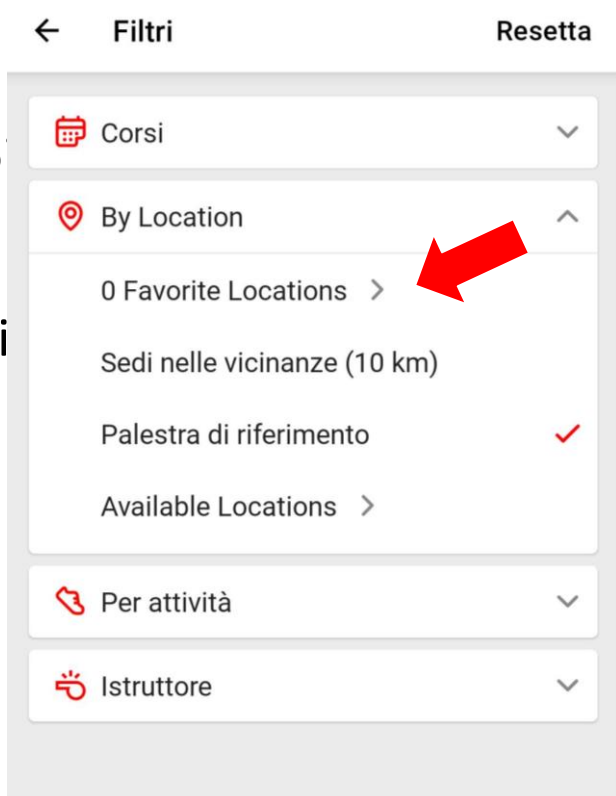 Filtri Resetta
Corsi
By Location
0 Favorite Locations
Sedi nelle vicinanze (10 km)
Palestra di riferimento
Available Locations
Per attività
Istruttore